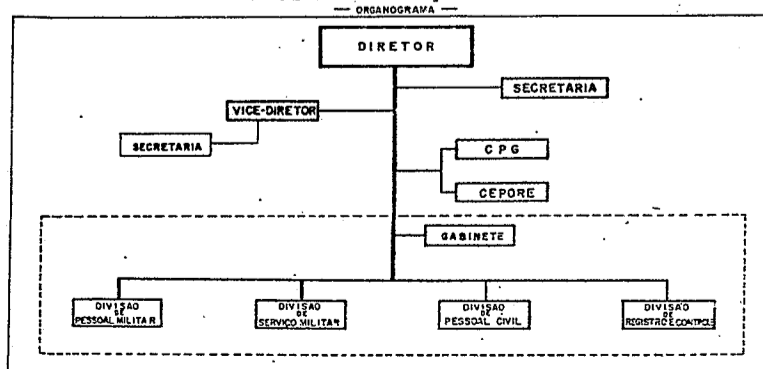 — ORGANOGRAMA —
DIRETOR
SECRETARIA
VICE-DIRETOR
SECRETARIA
CPG
CEPORE
GABINETE
DIVISÃO
DE
PESSOAL MILITAR
DIVISÃO
DE
SERVIÇO MILITAR
DIVISÃO
DE
PESSOAL CIVIL
DIVISÃO
DE
REGISTRO E CONTROLE